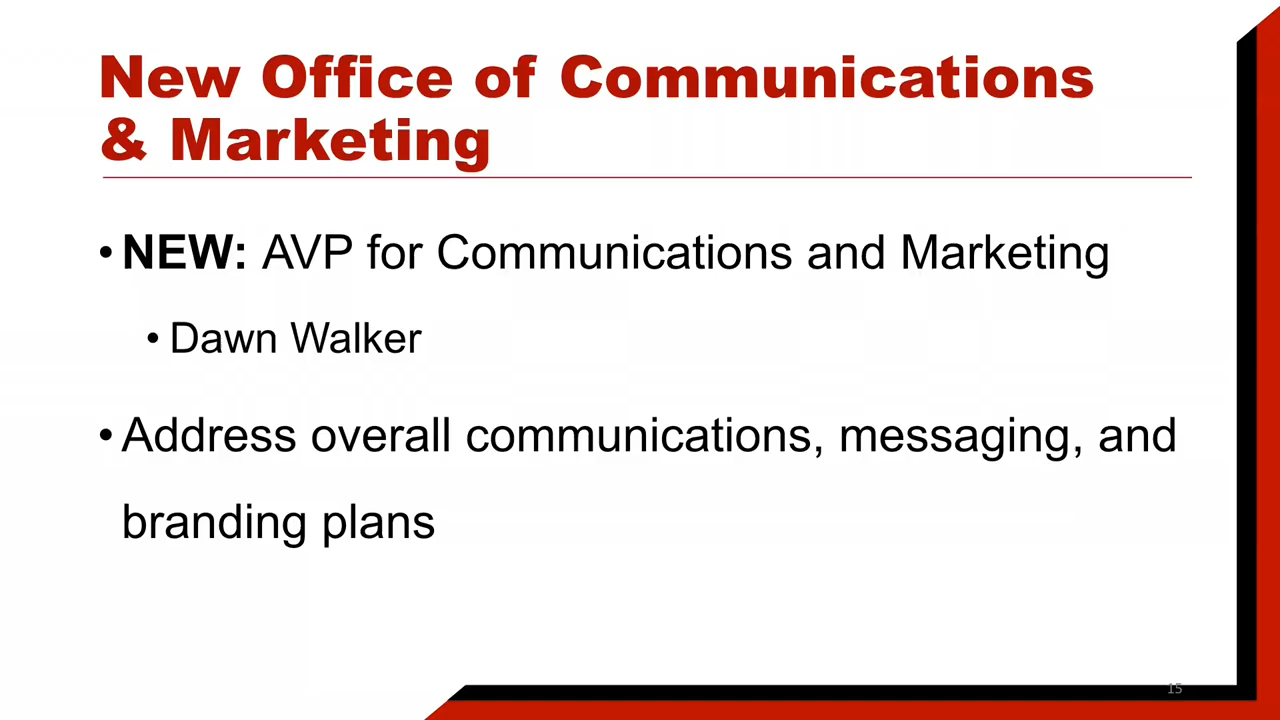 New Office of Communications
& Marketing
• NEW: AVP for Communications and Marketing
• Dawn Walker
• Address overall communications, messaging, and
branding plans
15